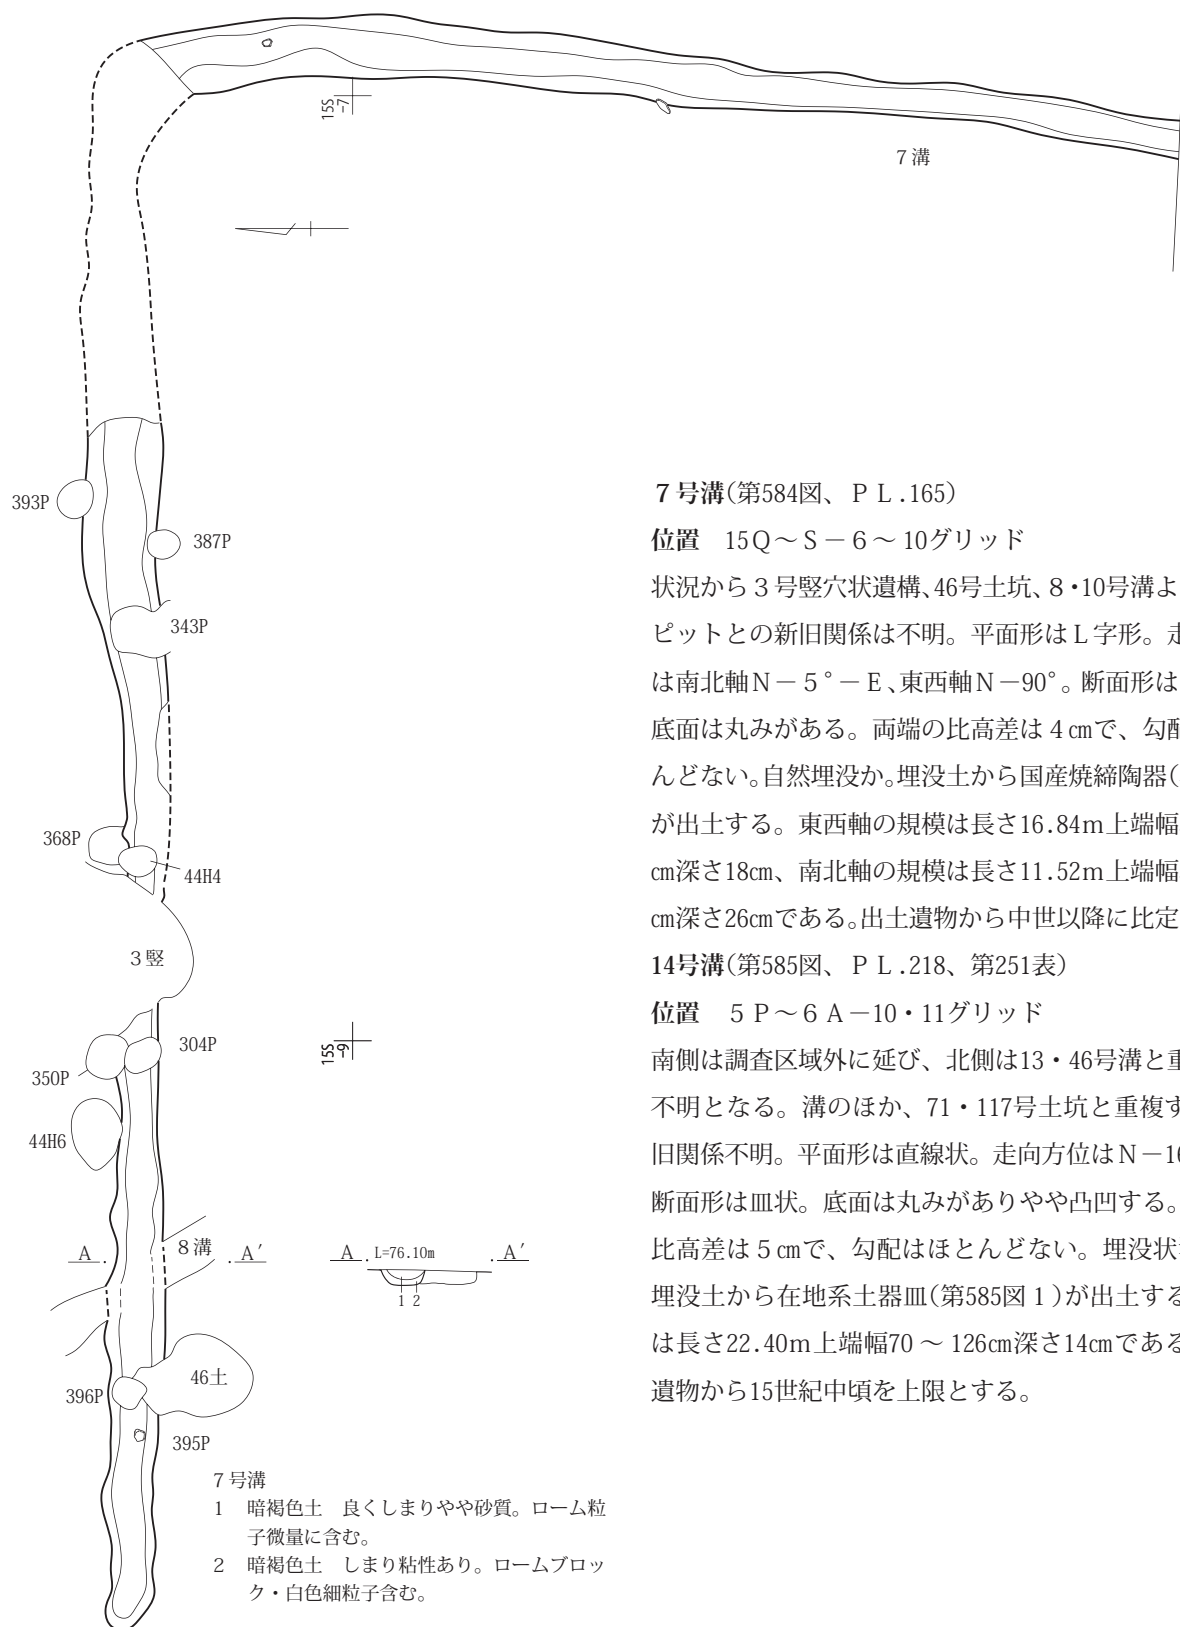 15S
-7
7溝
393P
387P
343P
368P
44H4
3竪
304P
350P
15S
-9
44H6
A
8溝
A′
A
L=76.10m
A′
1 2
46土
396P
395P
7号溝
1 暗褐色土 良くしまりやや砂質。ローム粒
子微量に含む。
2 暗褐色土 しまり粘性あり。ロームブロッ
ク・白色細粒子含む。
7号溝(第584図、ＰＬ.165)
位置 15Ｑ～Ｓ－6～10グリッド
状況から３号竪穴状遺構、46号土坑、８・10号溝よ
ピットとの新旧関係は不明。平面形はＬ字形。走
は南北軸Ｎ－５°－Ｅ、東西軸Ｎ－90°。断面形は
底面は丸みがある。両端の比高差は４㎝で、勾配
んどない。自然埋没か。埋没土から国産焼締陶器(
が出土する。東西軸の規模は長さ16.84ｍ上端幅
㎝深さ18㎝、南北軸の規模は長さ11.52ｍ上端幅
㎝深さ26㎝である。出土遺物から中世以降に比定
14号溝(第585図、ＰＬ.218、第251表)
位置 ５Ｐ～６Ａ－10・11グリッド
南側は調査区域外に延び、北側は13・46号溝と重
不明となる。溝のほか、71・117号土坑と重複す
旧関係不明。平面形は直線状。走向方位はＮ－16
断面形は皿状。底面は丸みがありやや凸凹する。
比高差は５㎝で、勾配はほとんどない。埋没状
埋没土から在地系土器皿(第585図１)が出土する
は長さ22.40ｍ上端幅70～126㎝深さ14㎝である
遺物から15世紀中頃を上限とする。